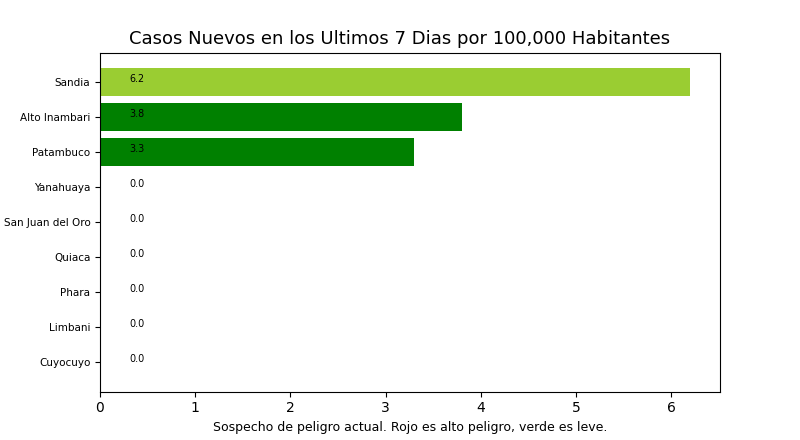 Casos Nuevos en los Ultimos 7 Dias por 100,000 Habitantes
Sandia 6.2
Alto Inambari 3.8
Patambuco 3.3
Yanahuaya 0.0
San Juan del Oro 0.0
Quiaca 0.0
Phara 0.0
Limbani 0.0
Cuyocuyo 0.0
0 1 2 3 4 5 6
Sospecho de peligro actual. Rojo es alto peligro, verde es leve.